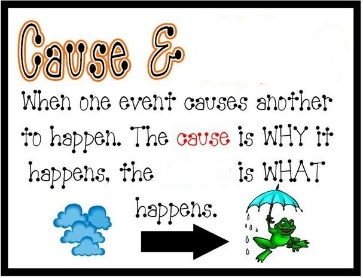 Cause &
When one event causes another
to happen. The cause is WHY it
happens, the is WHAT
happens.